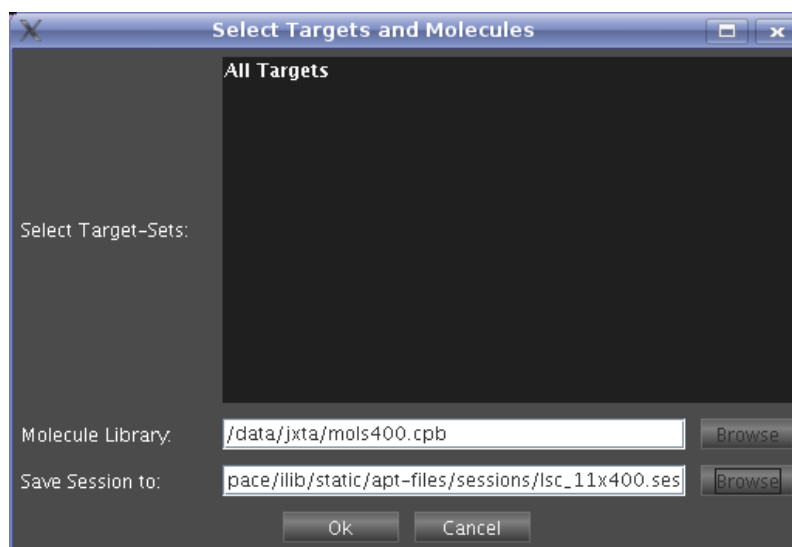 Select Targets and Molecules
All Targets
Select Target-Sets:
Molecule Library: /data/jxta/mols400.cpb Browse
Save Session to: pace/ilib/static/apt-files/sessions/lsc_11x400.ses Browse
Ok Cancel